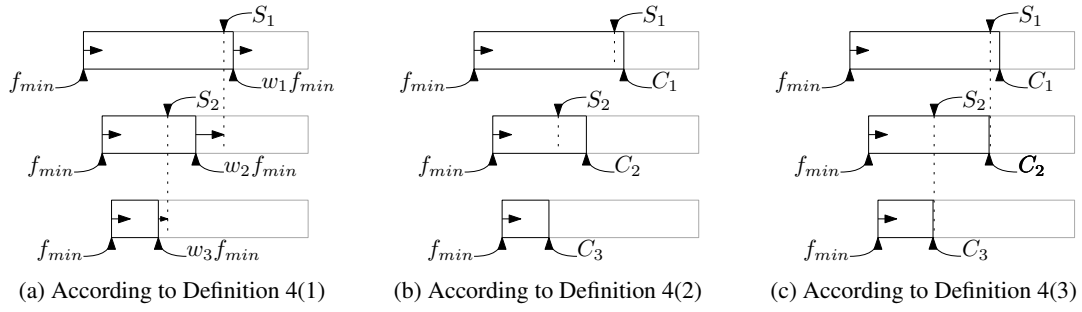 S1 S1 S1
fmin w1fmin fmin C1 fmin C1
S2 S2 S2
fmin w2fmin fmin C2 fmin C2
fmin w3fmin fmin C3 fmin C3
(a) According to Definition 4(1) (b) According to Definition 4(2) (c) According to Definition 4(3)